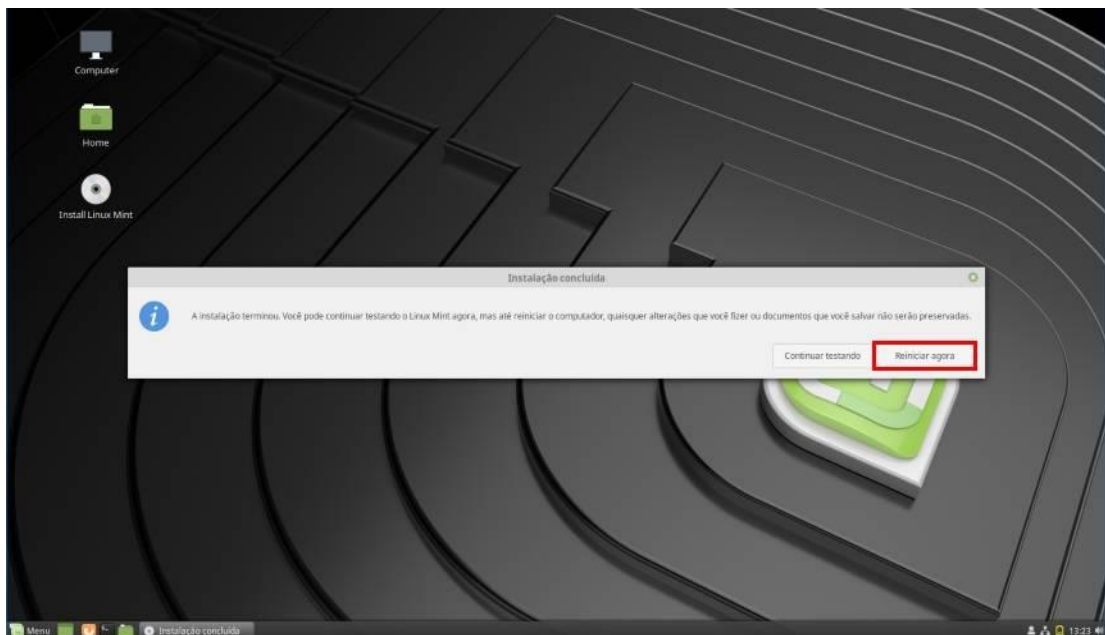 Computer
Home
Install Linux Mint
Instalação concluída
A instalação terminou. Você pode continuar testando o Linux Mint agora, mas até reiniciar o computador, quaisquer alterações que você fizer ou documentos que você salvar não serão preservadas.
Continuar testando
Reiniciar agora
Menu
Instalação concluída
13:23